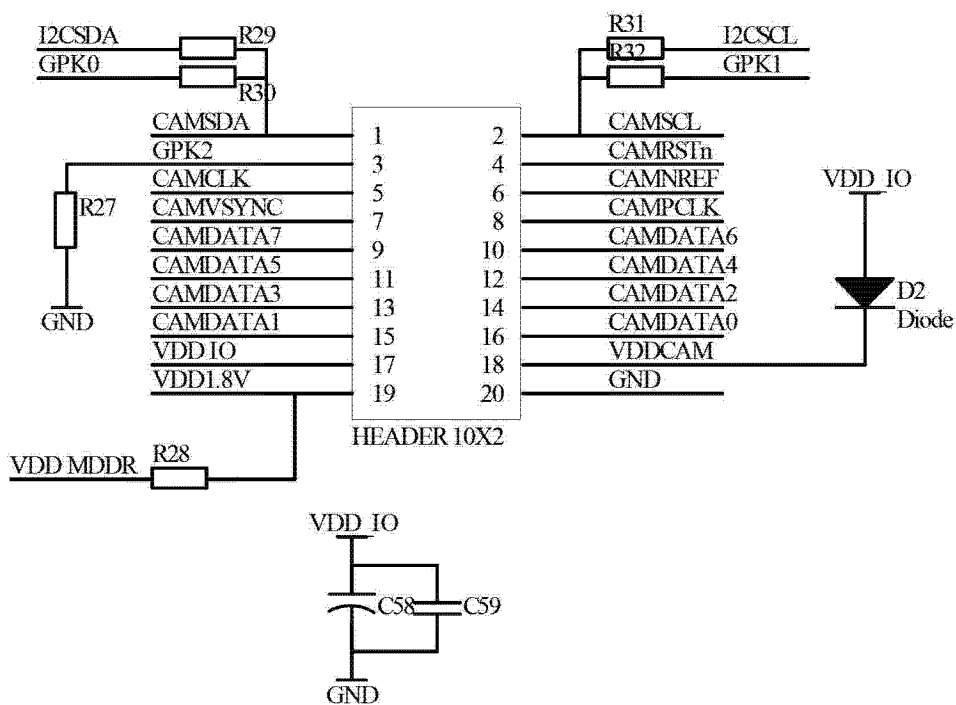 I2CSDA R29 R31 I2CSCL
GPK0 R30 R32 GPK1
CAMSDA 1 2 CAMSCL
GPK2 3 4 CAMRSTn
CAMCLK 5 6 CAMNREF VDD IO
R27 CAMVSYNC 7 8 CAMPCLK
CAMDATA7 9 10 CAMDATA6
CAMDATA5 11 12 CAMDATA4
GND CAMDATA3 13 14 CAMDATA2 D2
CAMDATA1 15 16 CAMDATA0 Diode
VDD IO 17 18 VDDCAM
VDD1.8V 19 20 GND
HEADER 10X2
VDD MDDR R28
VDD IO
C58 C59
GND